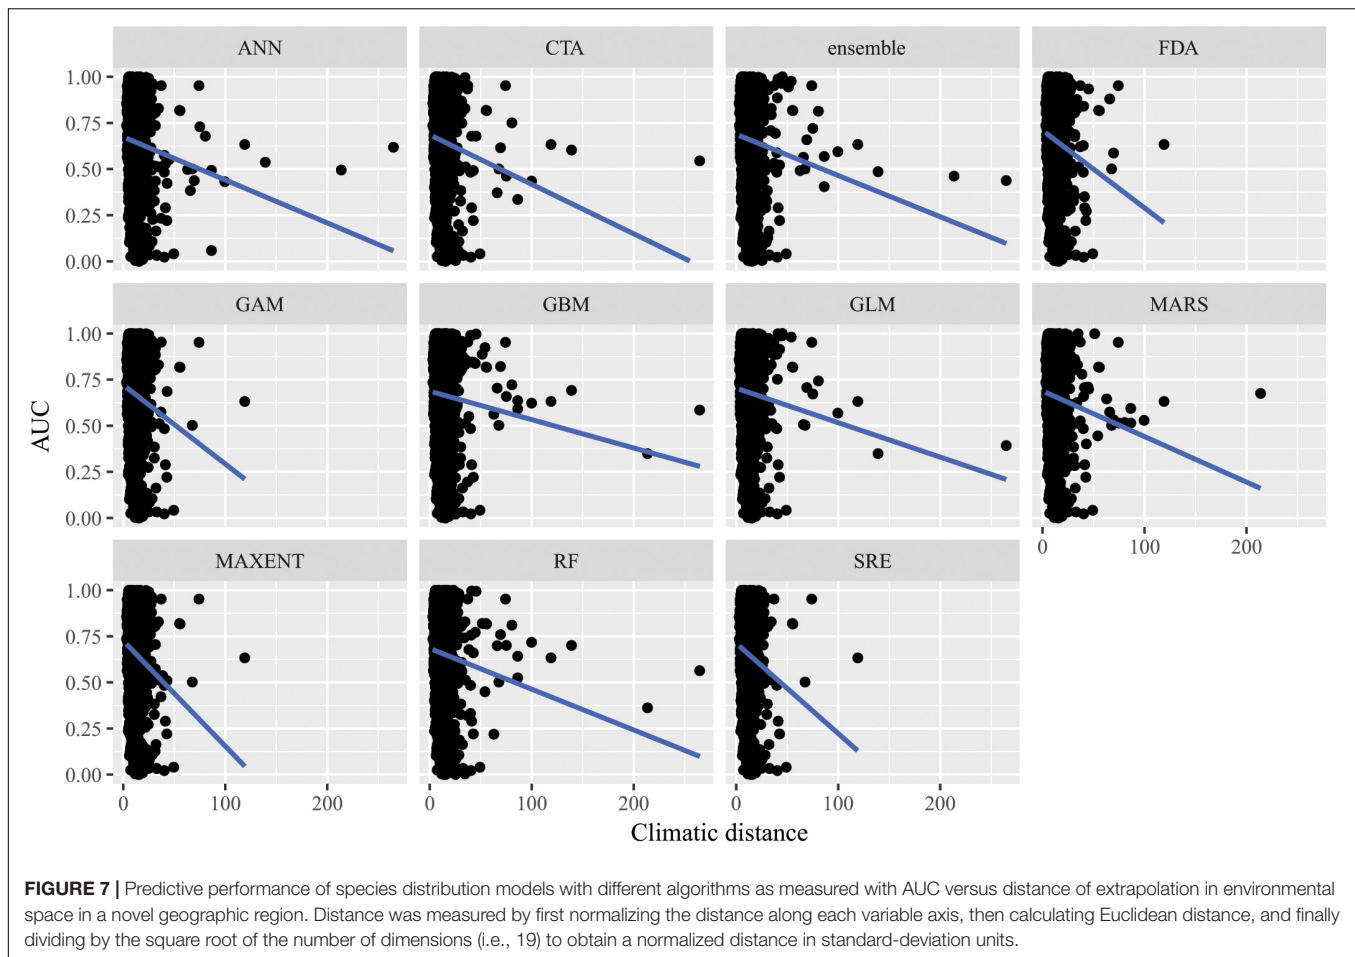 ANN CTA ensemble FDA
1.00
0.75
0.50
0.25
0.00
GAM GBM GLM MARS
1.00
0.75
0.50
0.25
0.00
AUC
0 100 200
MAXENT RF SRE
1.00
0.75
0.50
0.25
0.00
0 100 200 0 100 200 0 100 200
Climatic distance
FIGURE 7 | Predictive performance of species distribution models with different algorithms as measured with AUC versus distance of extrapolation in environmental
space in a novel geographic region. Distance was measured by first normalizing the distance along each variable axis, then calculating Euclidean distance, and finally
dividing by the square root of the number of dimensions (i.e., 19) to obtain a normalized distance in standard-deviation units.